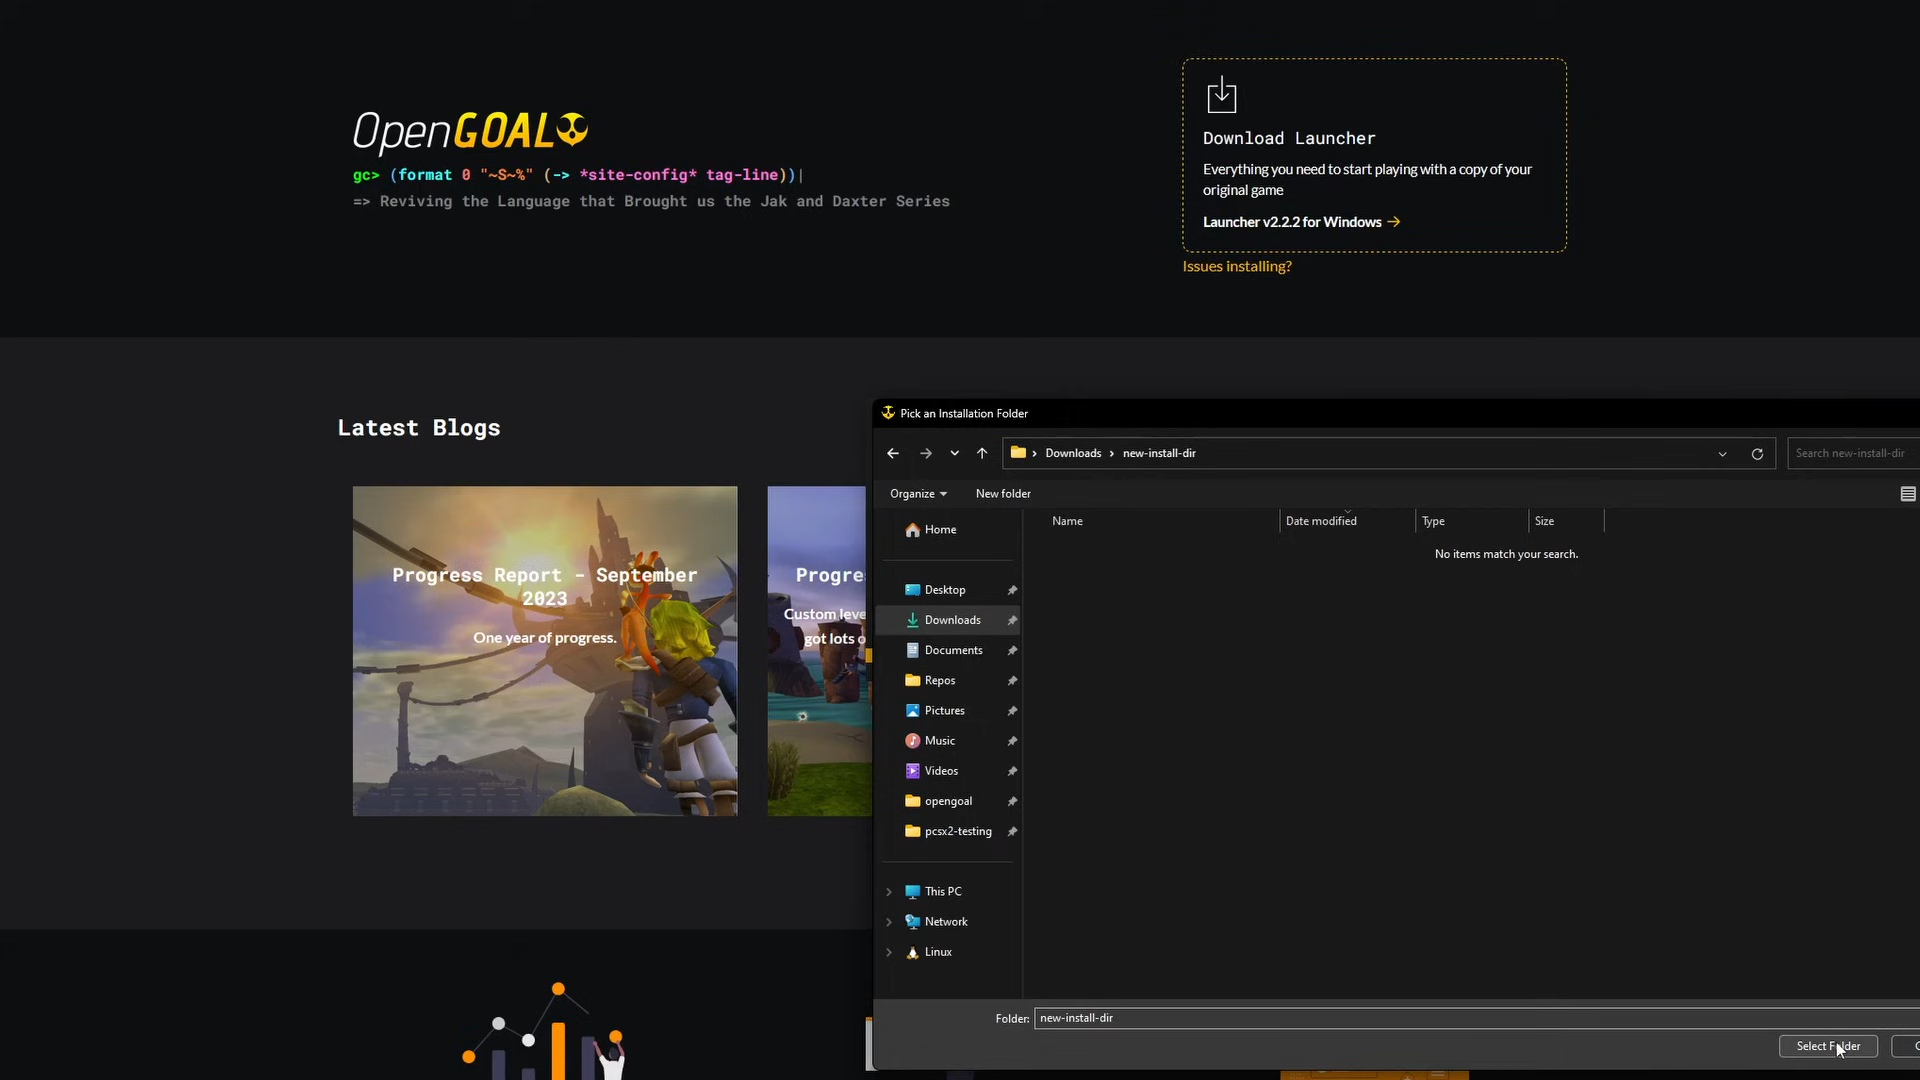 OpenGOAL
gc> (format 0 "~S~%" (-> *site-config* tag-line))|
=> Reviving the Language that Brought us the Jak and Daxter Series
Download Launcher
Everything you need to start playing with a copy of your
original game
Launcher v2.2.2 for Windows →
Issues installing?
Latest Blogs
Progress Report - September
2023
One year of progress.
Progre
Custom leve
got lots o
Pick an Installation Folder
Downloads > new-install-dir
Search new-install-dir
Organize
New folder
Name
Date modified
Type
Size
No items match your search.
Home
Desktop
Downloads
Documents
Repos
Pictures
Music
Videos
opengoal
pcsx2-testing
This PC
Network
Linux
Folder:
new-install-dir
Select Folder